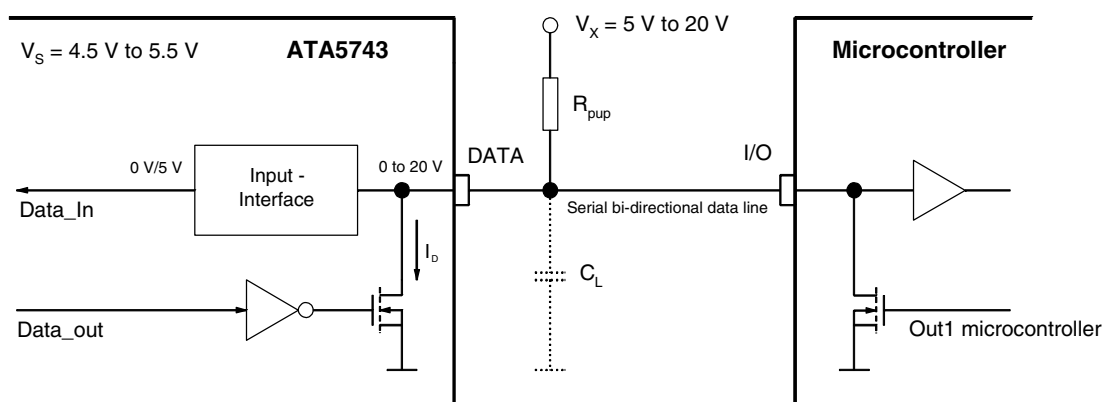 V_S = 4.5 V to 5.5 V
ATA5743
V_X = 5 V to 20 V
Microcontroller
R_pup
0 V/5 V
Input -
Interface
0 to 20 V
DATA
I/O
Data_In
Serial bi-directional data line
I_D
C_L
Data_out
Out1 microcontroller